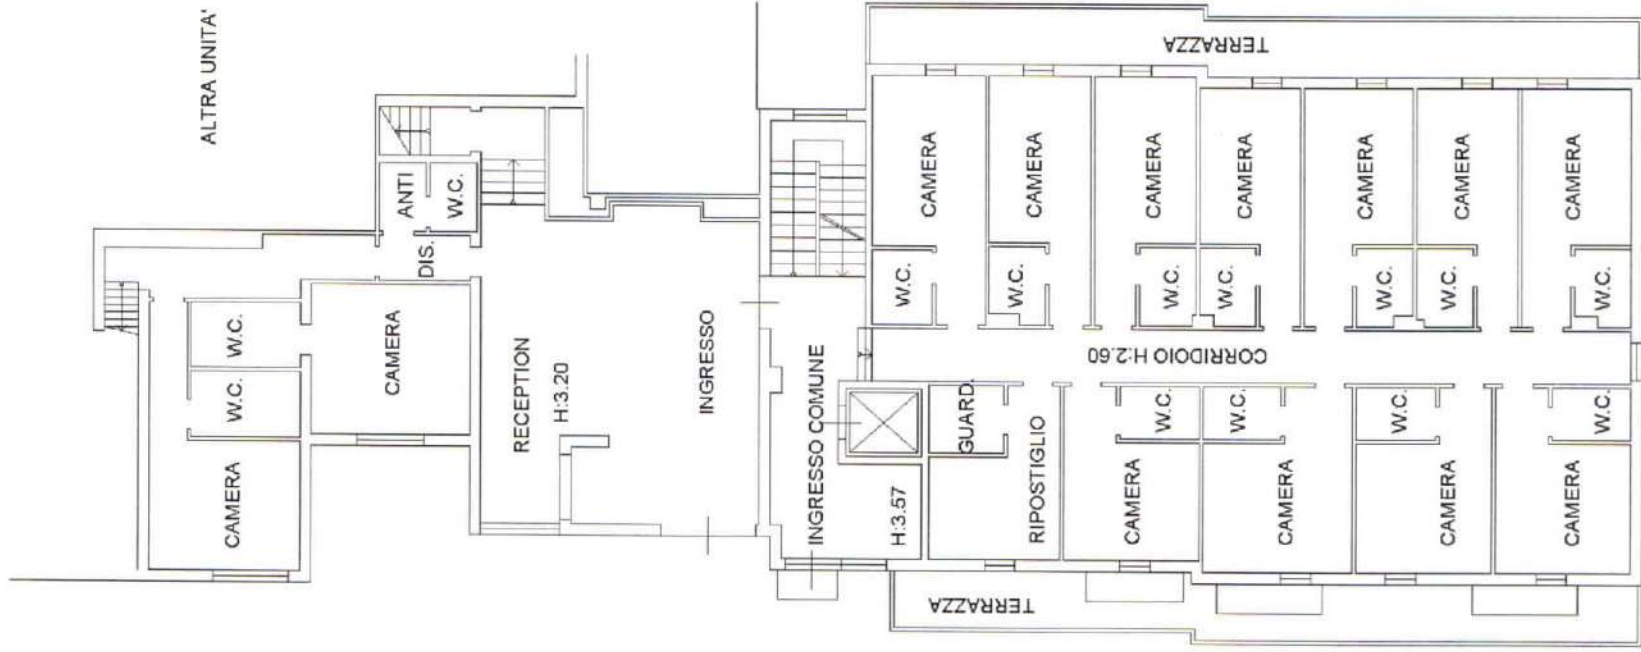 ALTRA UNITA'
TERRAZZA
ANTI
W.C.
DIS.
W.C.
W.C.
CAMERA
CAMERA
RECEPTION
H:3.20
INGRESSO
INGRESSO COMUNE
H:3.57
CAMERA
CAMERA
CAMERA
CAMERA
CAMERA
CAMERA
CAMERA
W.C.
W.C.
W.C.
W.C.
W.C.
W.C.
W.C.
CORRIDOIO H:2.60
GUARD.
RIPOSTIGLIO
W.C.
W.C.
W.C.
W.C.
CAMERA
CAMERA
CAMERA
CAMERA
TERRAZZA